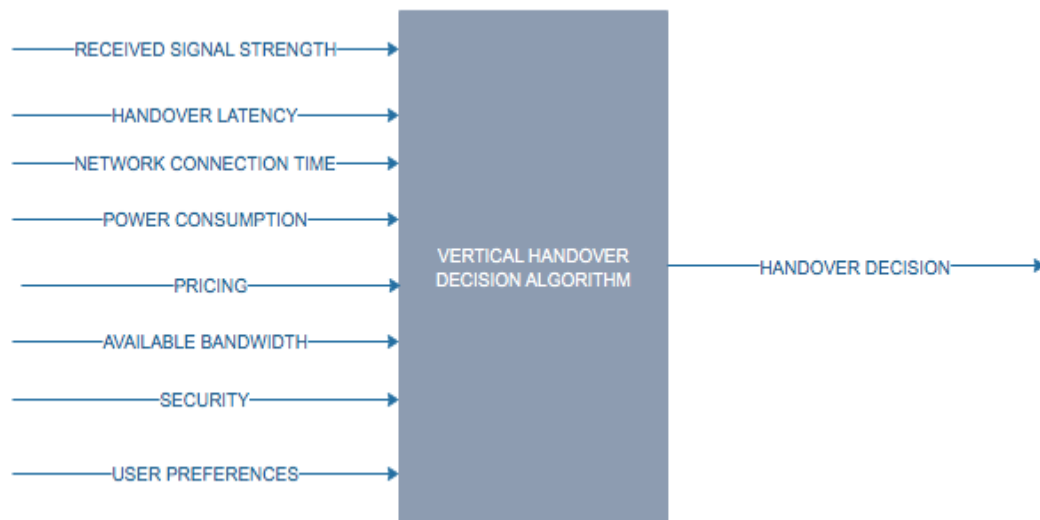 RECEIVED SIGNAL STRENGTH
HANDOVER LATENCY
NETWORK CONNECTION TIME
POWER CONSUMPTION
PRICING
AVAILABLE BANDWIDTH
SECURITY
USER PREFERENCES
VERTICAL HANDOVER
DECISION ALGORITHM
HANDOVER DECISION